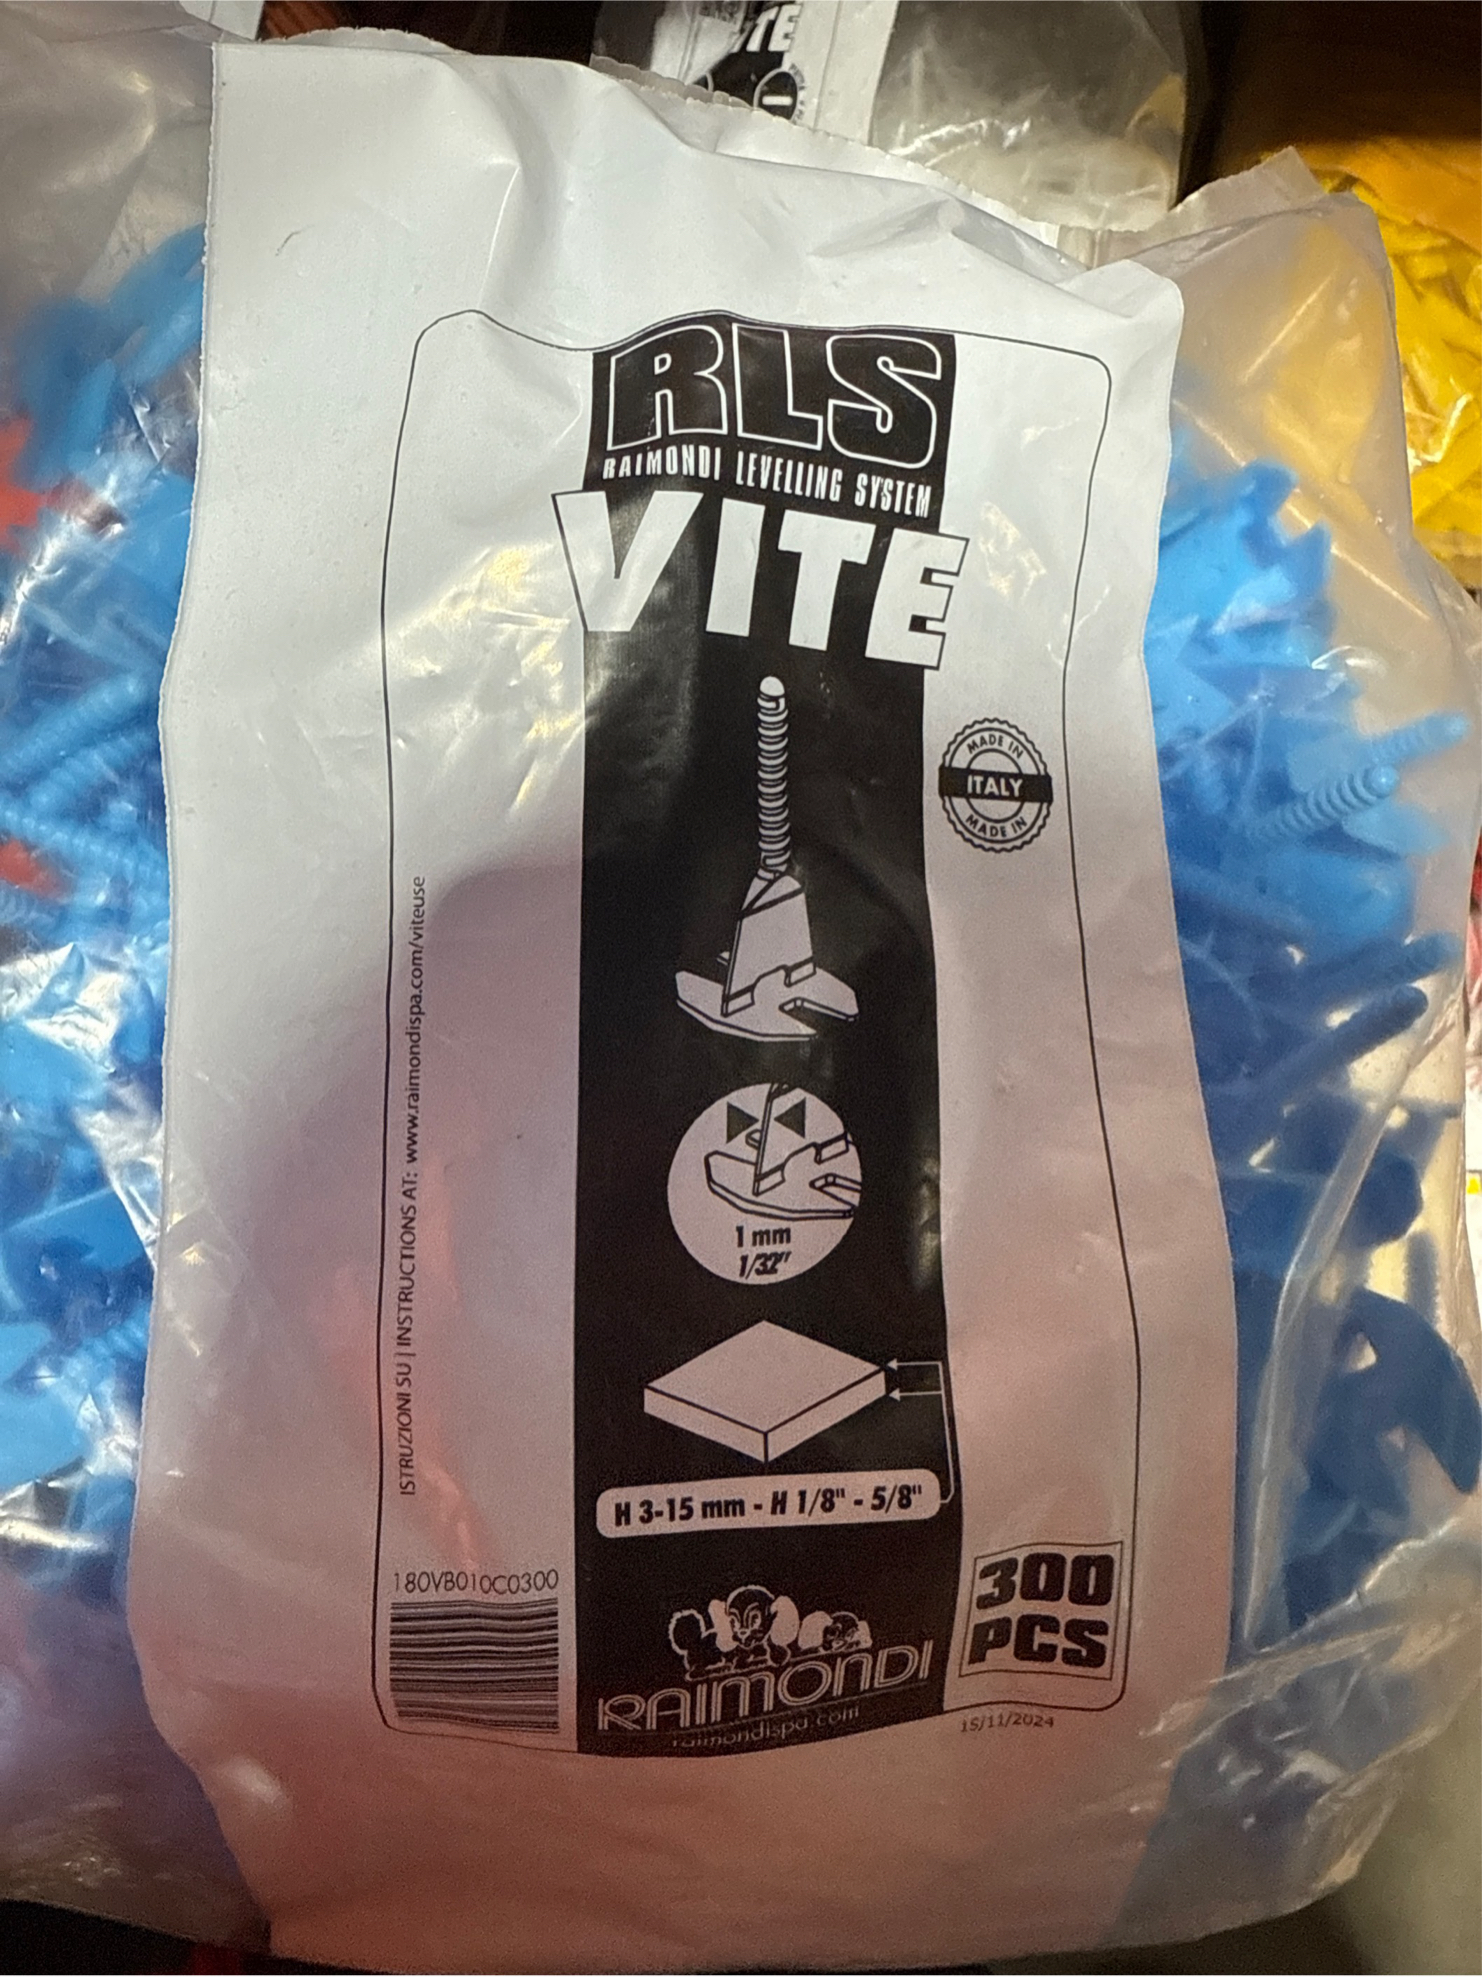 TE
RLS
RAIMONDI LEVELLING SYSTEM
VITE
MADE IN
ITALY
MADE IN
ISTRUZIONI SU | INSTRUCTIONS AT: www.raimondispa.com/viteuse
1 mm
1/32"
H 3-15 mm - H 1/8" - 5/8"
180VB010C0300
300
PCS
RAIMONDI
raimondispa.com
15/11/2024